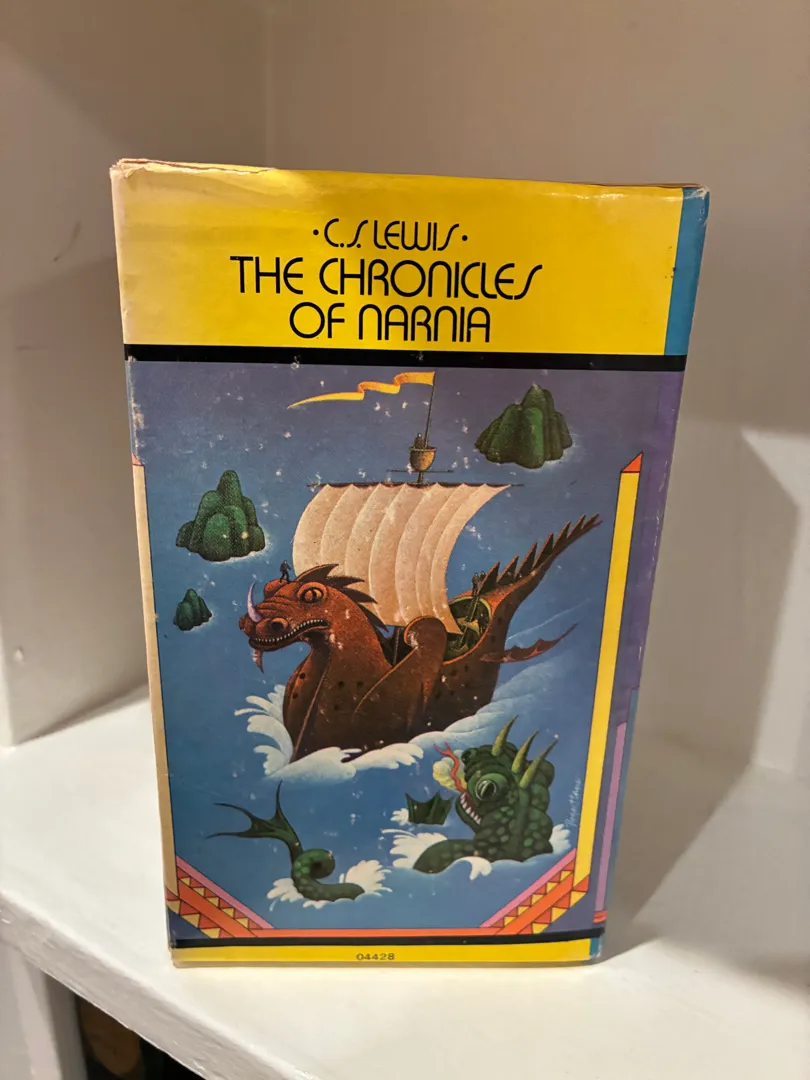 ·C.S. LEWIS·
THE CHRONICLES
OF NARNIA
04428